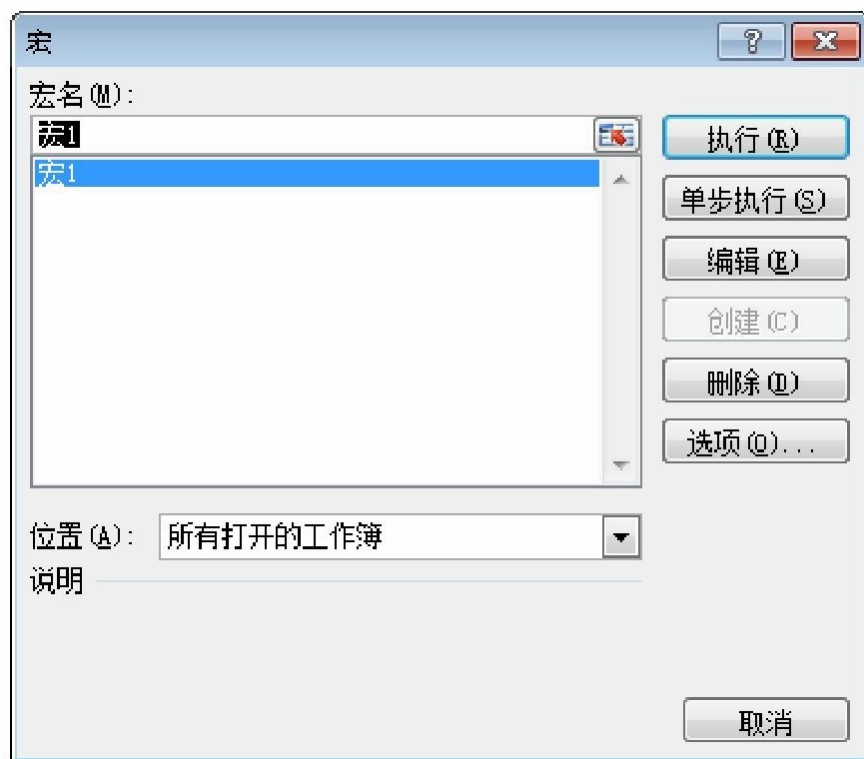 宏
宏名(M):
宏1
宏1
执行(R)
单步执行(S)
编辑(E)
创建(C)
删除(D)
选项(O)...
位置(A):
所有打开的工作簿
说明
取消